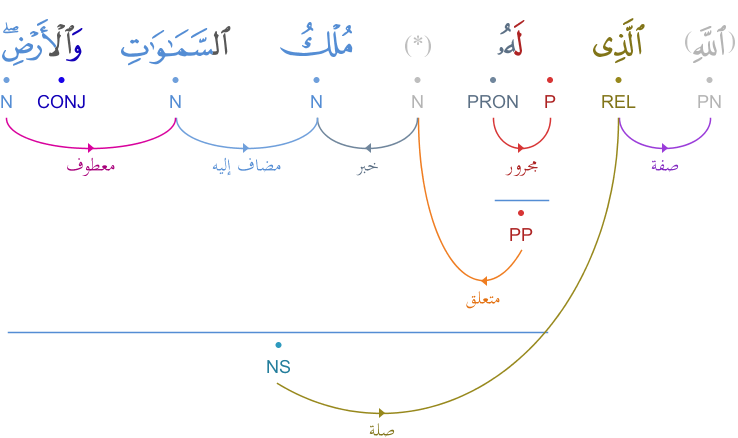 (ٱللَّهِ) ٱلَّذِى لَهُۥ (*) مُلْكُ ٱلسَّمَـٰوَٰتِ وَٱلْأَرْضِ ۖ
PN REL P PRON N N N CONJ N
صفة مجرور خبر مضاف إليه معطوف
PP
متعلق
NS
صلة